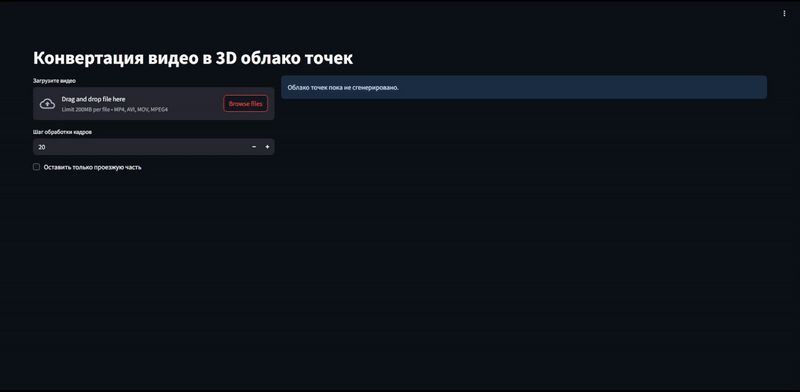 Конвертация видео в 3D облако точек
Загрузите видео
Drag and drop file here
Limit 200MB per file • MP4, AVI, MOV, MPEG4
Browse files
Облако точек пока не сгенерировано.
Шаг обработки кадров
20
Оставить только проезжую часть